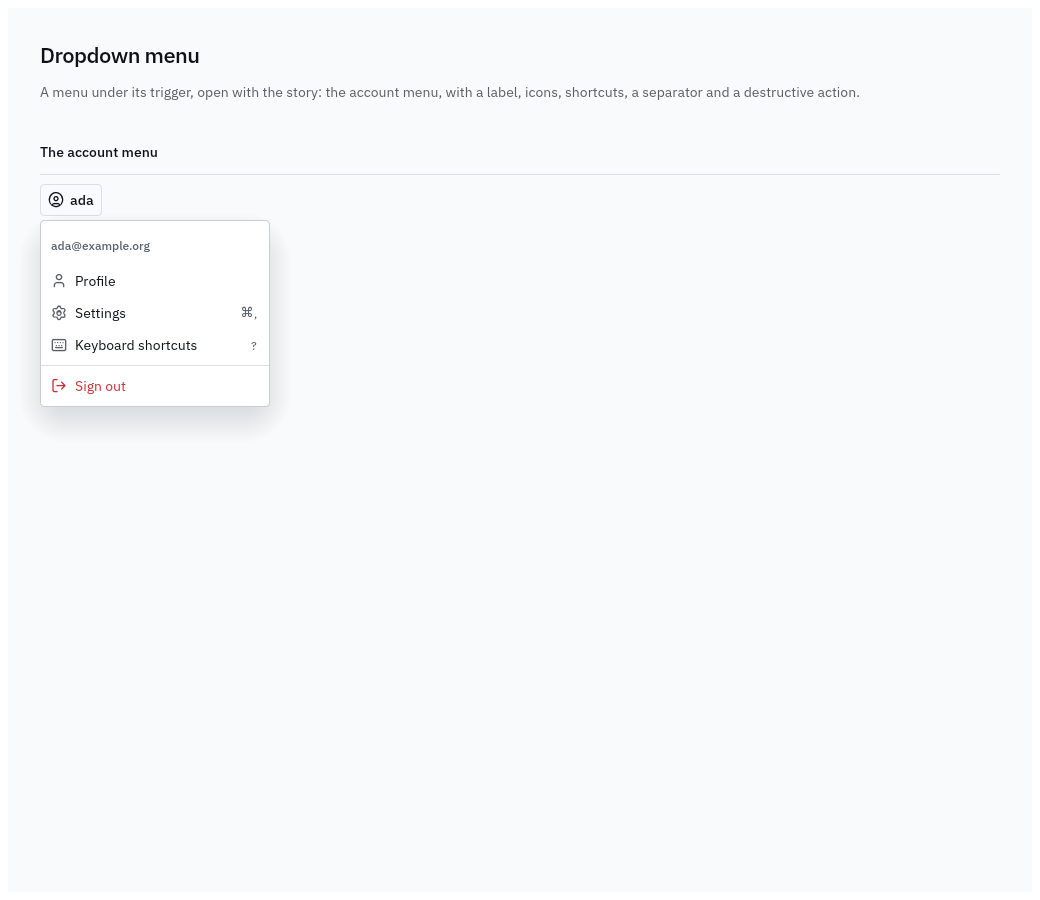 Dropdown menu
A menu under its trigger, open with the story: the account menu, with a label, icons, shortcuts, a separator and a destructive action.
The account menu
ada
ada@example.org
Profile
Settings ⌘,
Keyboard shortcuts ?
Sign out